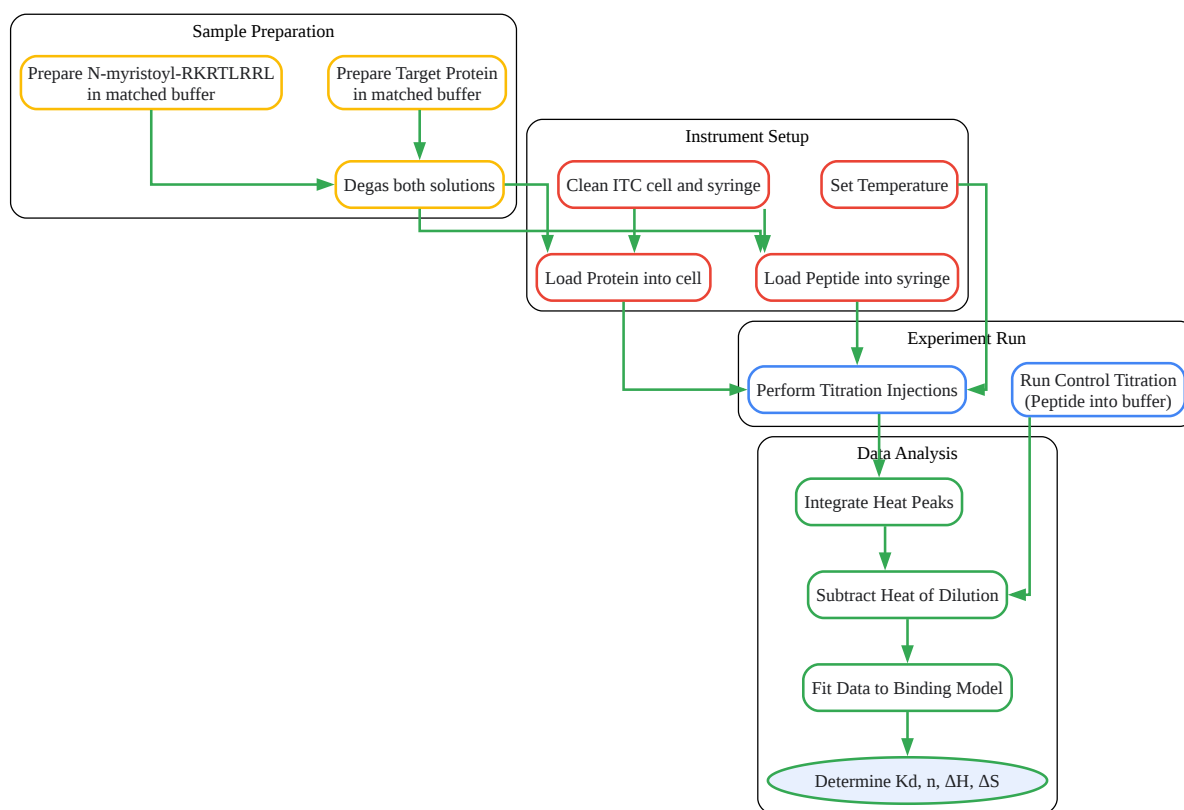 Sample Preparation
Prepare N-myristoyl-RKRTLRRL
in matched buffer
Prepare Target Protein
in matched buffer
Degas both solutions
Instrument Setup
Clean ITC cell and syringe
Set Temperature
Load Protein into cell
Load Peptide into syringe
Experiment Run
Perform Titration Injections
Run Control Titration
(Peptide into buffer)
Data Analysis
Integrate Heat Peaks
Subtract Heat of Dilution
Fit Data to Binding Model
Determine Kd, n, ΔH, ΔS